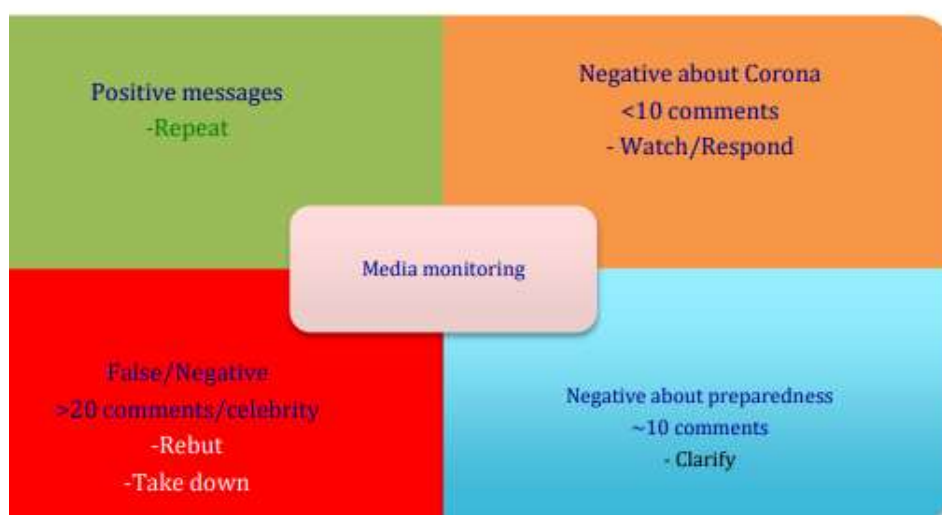 Positive messages
-Repeat
Negative about Corona
<10 comments
- Watch/Respond
Media monitoring
False/Negative
>20 comments/celebrity
-Rebut
-Take down
Negative about preparedness
~10 comments
- Clarify